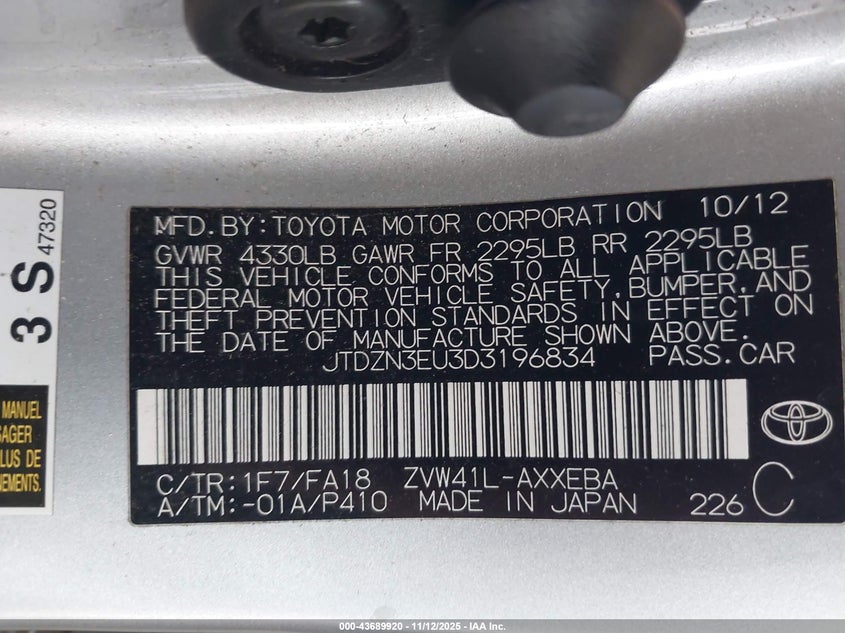 47320
3 S
MANUEL
SAGER
LUS DE
NEMENTS.
MFD. BY: TOYOTA MOTOR CORPORATION 10/12
GVWR 4330LB GAWR FR 2295LB RR 2295LB
THIS VEHICLE CONFORMS TO ALL APPLICABLE
FEDERAL MOTOR VEHICLE SAFETY, BUMPER, AND
THEFT PREVENTION STANDARDS IN EFFECT ON
THE DATE OF MANUFACTURE SHOWN ABOVE.
JTDZN3EU3D3196834 PASS. CAR
C/TR: 1F7/FA18 ZVW41L-AXXEBA
A/TM: -01A/P410 MADE IN JAPAN 226 C
000-43689920 - 11/12/2025 - IAA Inc.